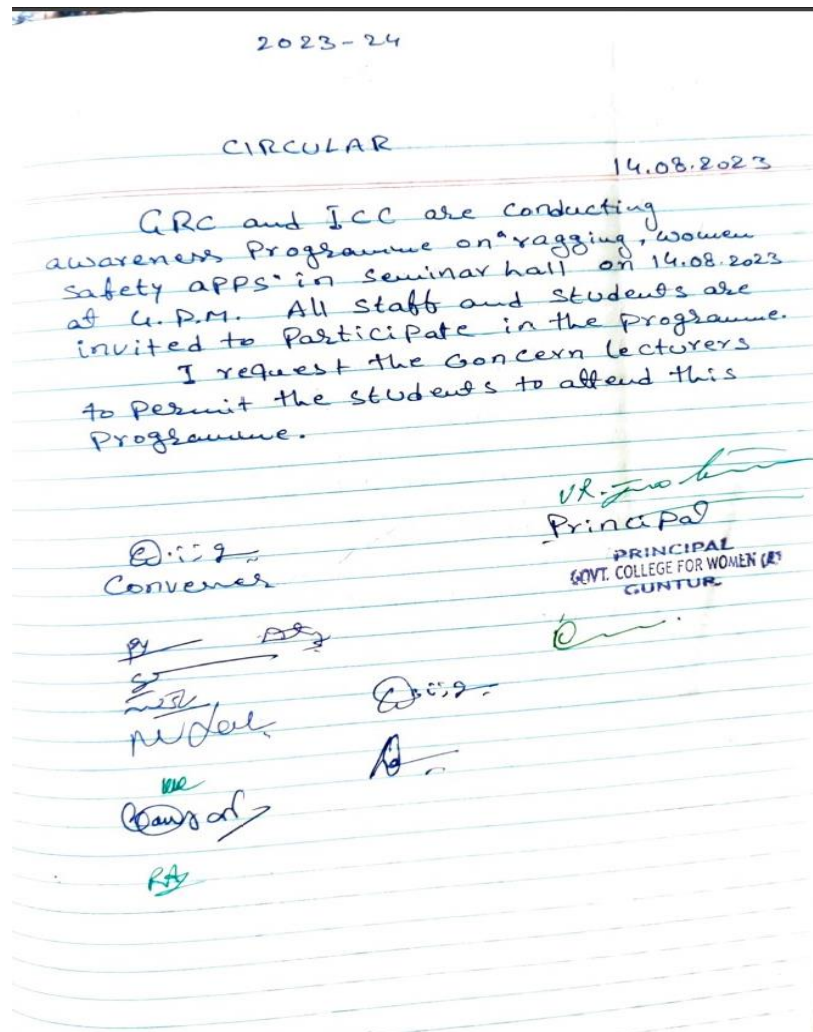 2023-24
CIRCULAR
14.08.2023
GRC and ICC are conducting
awareness Programme on "ragging, women
safety apps" in seminar hall on 14.08.2023
at 4. P.M. All staff and students are
invited to Participate in the programme.
I request the concern lecturers
to permit the students to attend this
Programme.
Principal
PRINCIPAL
GOVT. COLLEGE FOR WOMEN (A)
GUNTUR
Convener